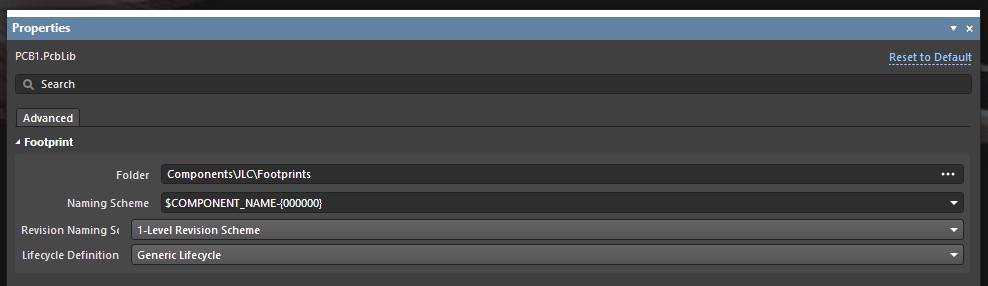 Properties
PCB1.PcbLib
Reset to Default
Search
Advanced
Footprint
Folder Components\JLC\Footprints
Naming Scheme $COMPONENT_NAME-{000000}
Revision Naming Sc 1-Level Revision Scheme
Lifecycle Definition Generic Lifecycle